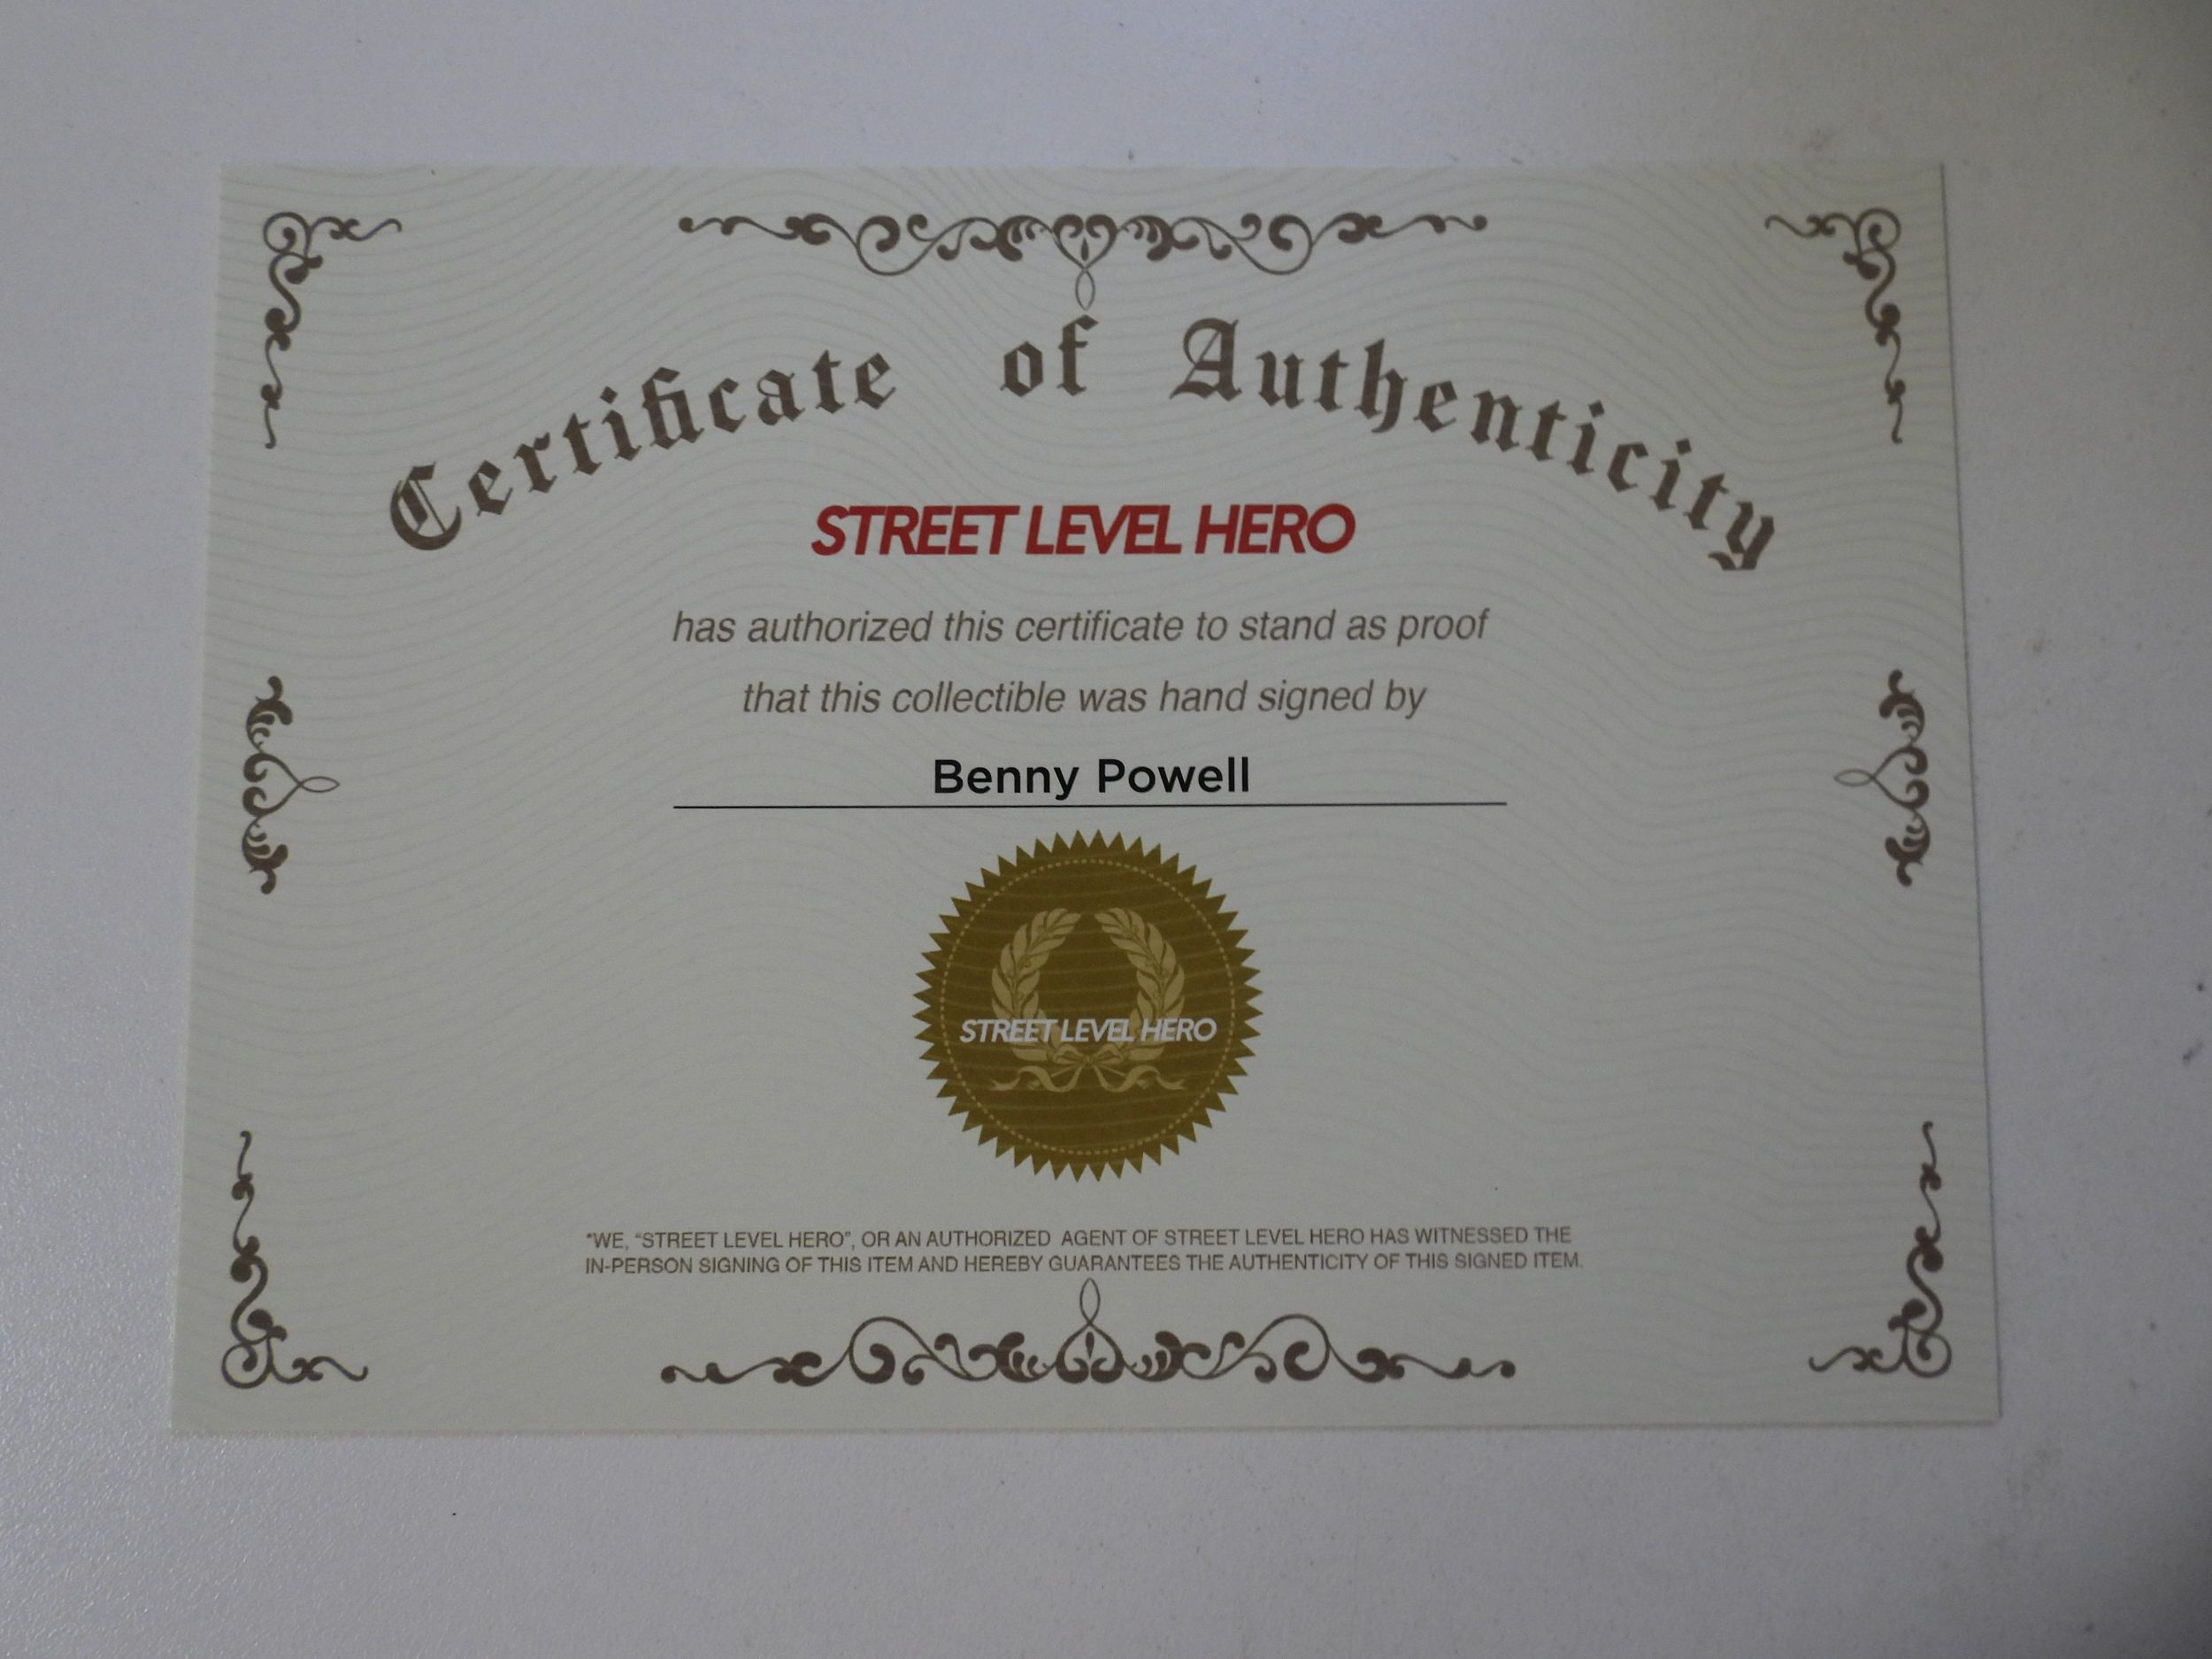 Certificate of Authenticity
STREET LEVEL HERO
has authorized this certificate to stand as proof
that this collectible was hand signed by
Benny Powell
STREET LEVEL HERO
*WE, “STREET LEVEL HERO”, OR AN AUTHORIZED AGENT OF STREET LEVEL HERO HAS WITNESSED THE
IN-PERSON SIGNING OF THIS ITEM AND HEREBY GUARANTEES THE AUTHENTICITY OF THIS SIGNED ITEM.